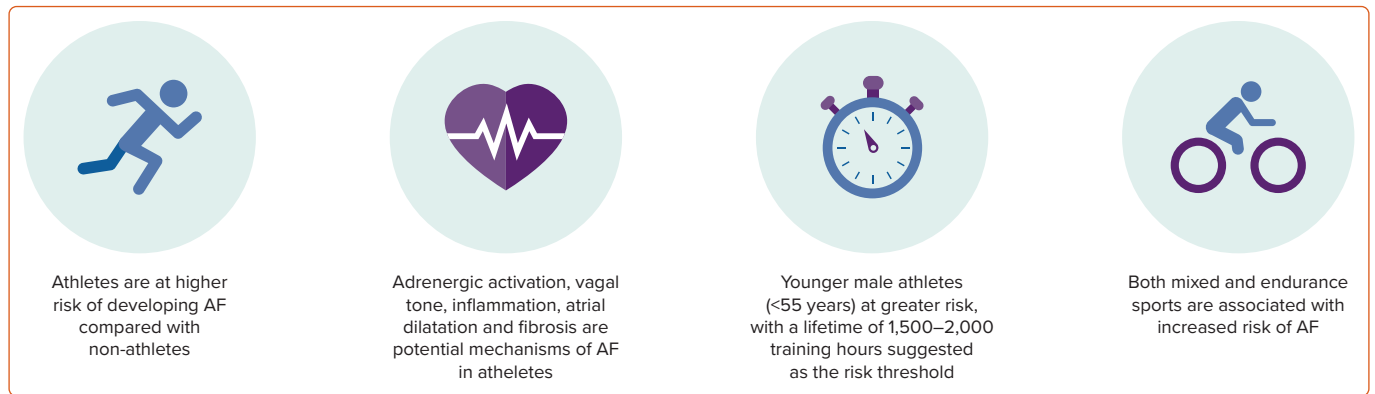 Athletes are at higher
risk of developing AF
compared with
non-athletes
Adrenergic activation, vagal
tone, inflammation, atrial
dilatation and fibrosis are
potential mechanisms of AF
in atheletes
Younger male athletes
(<55 years) at greater risk,
with a lifetime of 1,500–2,000
training hours suggested
as the risk threshold
Both mixed and endurance
sports are associated with
increased risk of AF